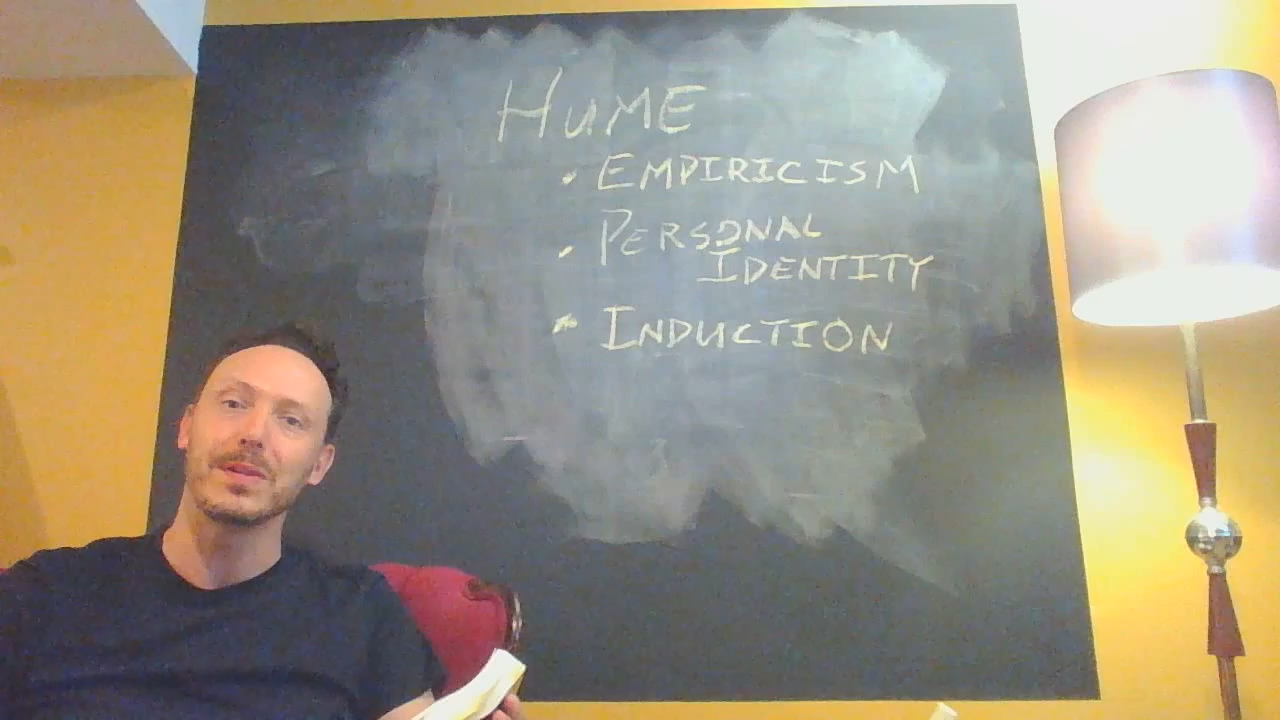 HUME
• EMPIRICISM
• PERSONAL
IDENTITY
• INDUCTION